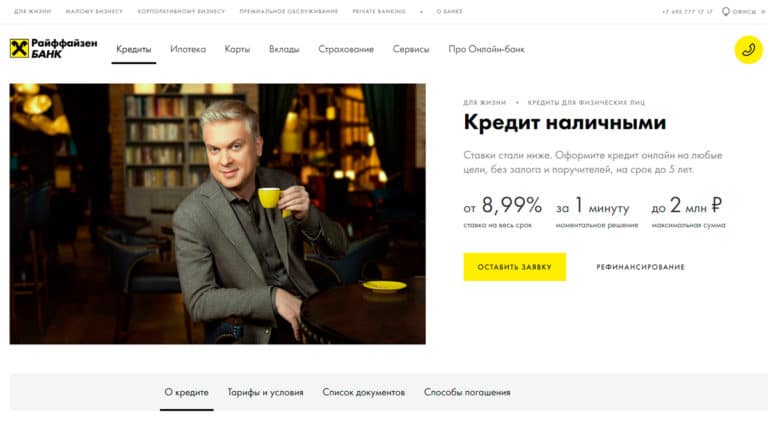 ДЛЯ ЖИЗНИ МАЛОМУ БИЗНЕСУ КОРПОРАТИВНОМУ БИЗНЕСУ ПРЕМИАЛЬНОЕ ОБСЛУЖИВАНИЕ PRIVATE BANKING • О БАНКЕ +7 495 777 17 17 ОФИСЫ И
Райффайзен
БАНК
Кредиты Ипотека Карты Вклады Страхование Сервисы Про Онлайн-банк
ДЛЯ ЖИЗНИ • КРЕДИТЫ ДЛЯ ФИЗИЧЕСКИХ ЛИЦ
Кредит наличными
Ставки стали ниже. Оформите кредит онлайн на любые
цели, без залога и поручителей, на срок до 5 лет.
от 8,99% за 1 минуту до 2 млн ₽
ставка на весь срок моментальное решение максимальная сумма
ОСТАВИТЬ ЗАЯВКУ РЕФИНАНСИРОВАНИЕ
О кредите Тарифы и условия Список документов Способы погашения